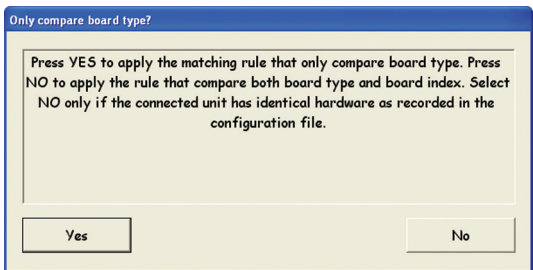 Only compare board type?
Press YES to apply the matching rule that only compare board type. Press
NO to apply the rule that compare both board type and board index. Select
NO only if the connected unit has identical hardware as recorded in the
configuration file.
Yes
No